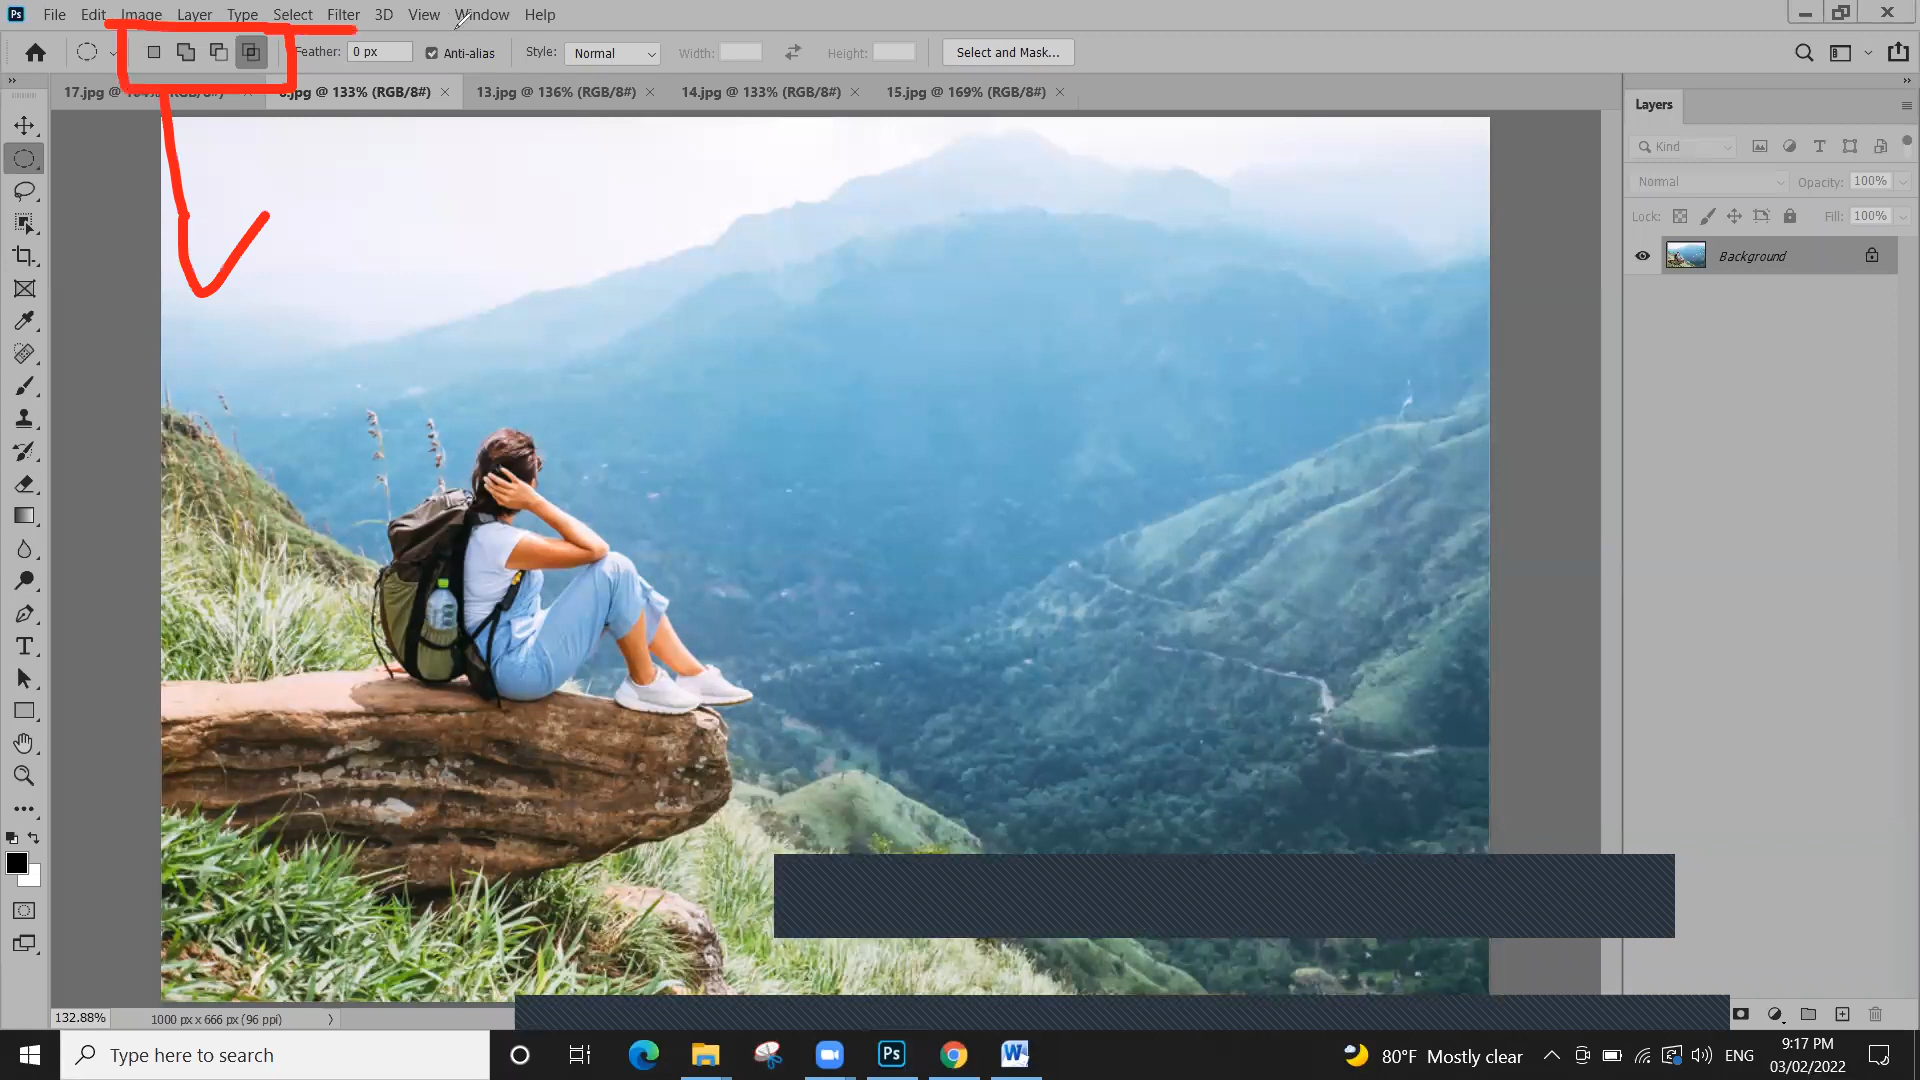 Ps File Edit Image Layer Type Select Filter 3D View Window Help
Feather: 0 px Anti-alias Style: Normal Width: Height: Select and Mask...
17.jpg @ (RGB/8#) .jpg @ 133% (RGB/8#) 13.jpg @ 136% (RGB/8#) 14.jpg @ 133% (RGB/8#) 15.jpg @ 169% (RGB/8#)
Layers
Kind
Normal Opacity: 100%
Lock: Fill: 100%
Background
132.88% 1000 px x 666 px (96 ppi)
Type here to search
80°F Mostly clear ENG
9:17 PM
03/02/2022